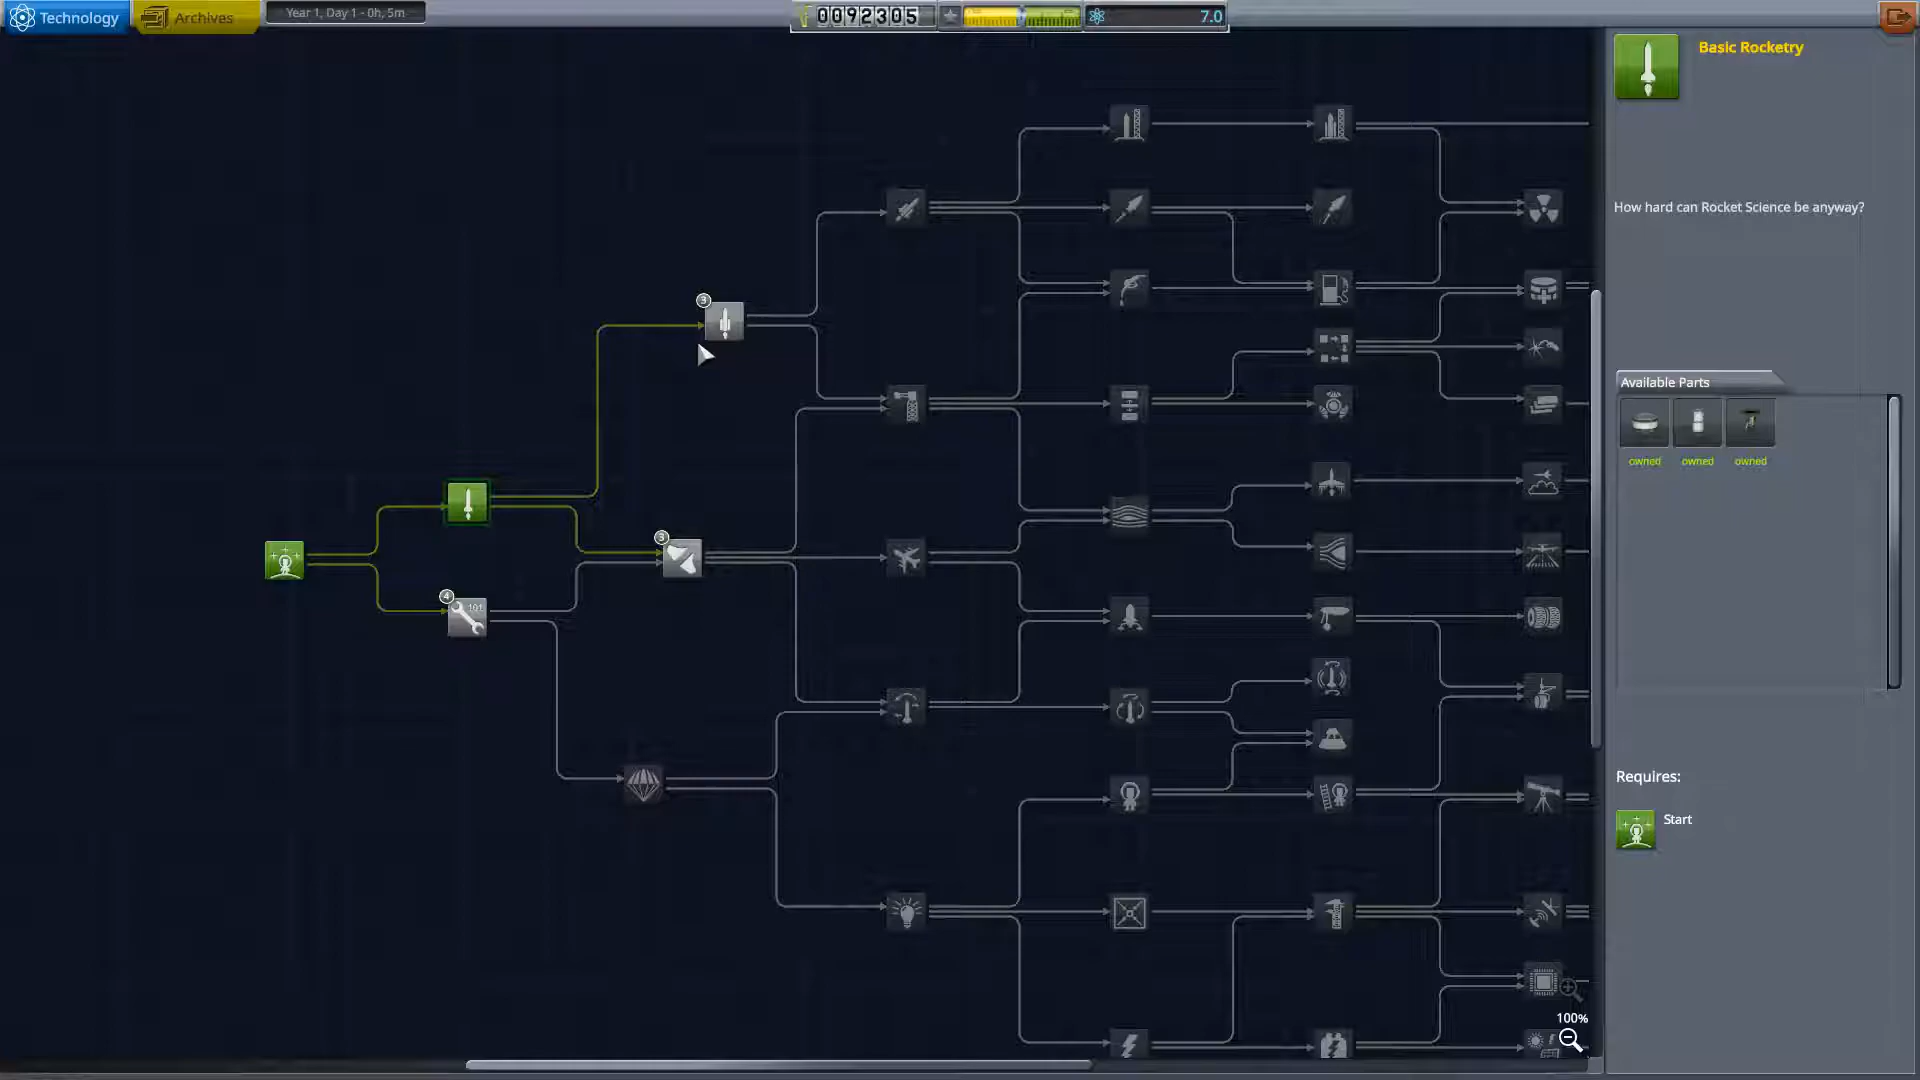 Technology
Archives
Year 1, Day 1 - 0h, 5m
0092305
7.0
Basic Rocketry
How hard can Rocket Science be anyway?
Available Parts
owned owned owned
3
3
4
101
Requires:
Start
100%